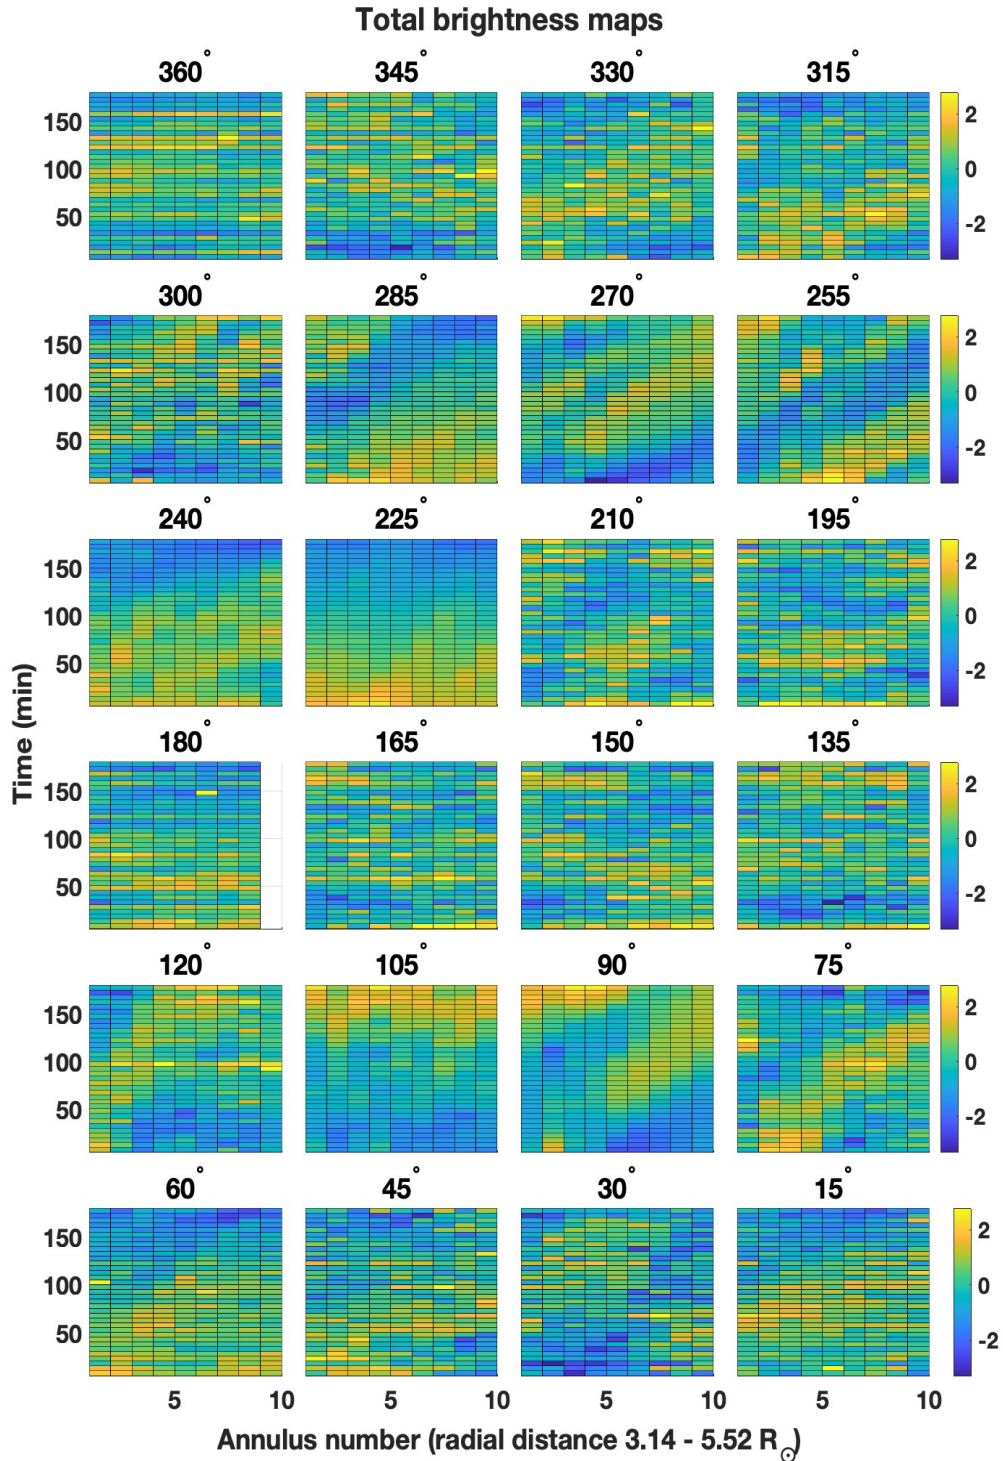 Total brightness maps
360° 345° 330° 315°
150 100 50
2 0 -2
300° 285° 270° 255°
150 100 50
2 0 -2
240° 225° 210° 195°
150 100 50
2 0 -2
Time (min)
180° 165° 150° 135°
150 100 50
2 0 -2
120° 105° 90° 75°
150 100 50
2 0 -2
60° 45° 30° 15°
150 100 50
2 0 -2
5 10 5 10 5 10 5 10
Annulus number (radial distance 3.14 - 5.52 R☉)